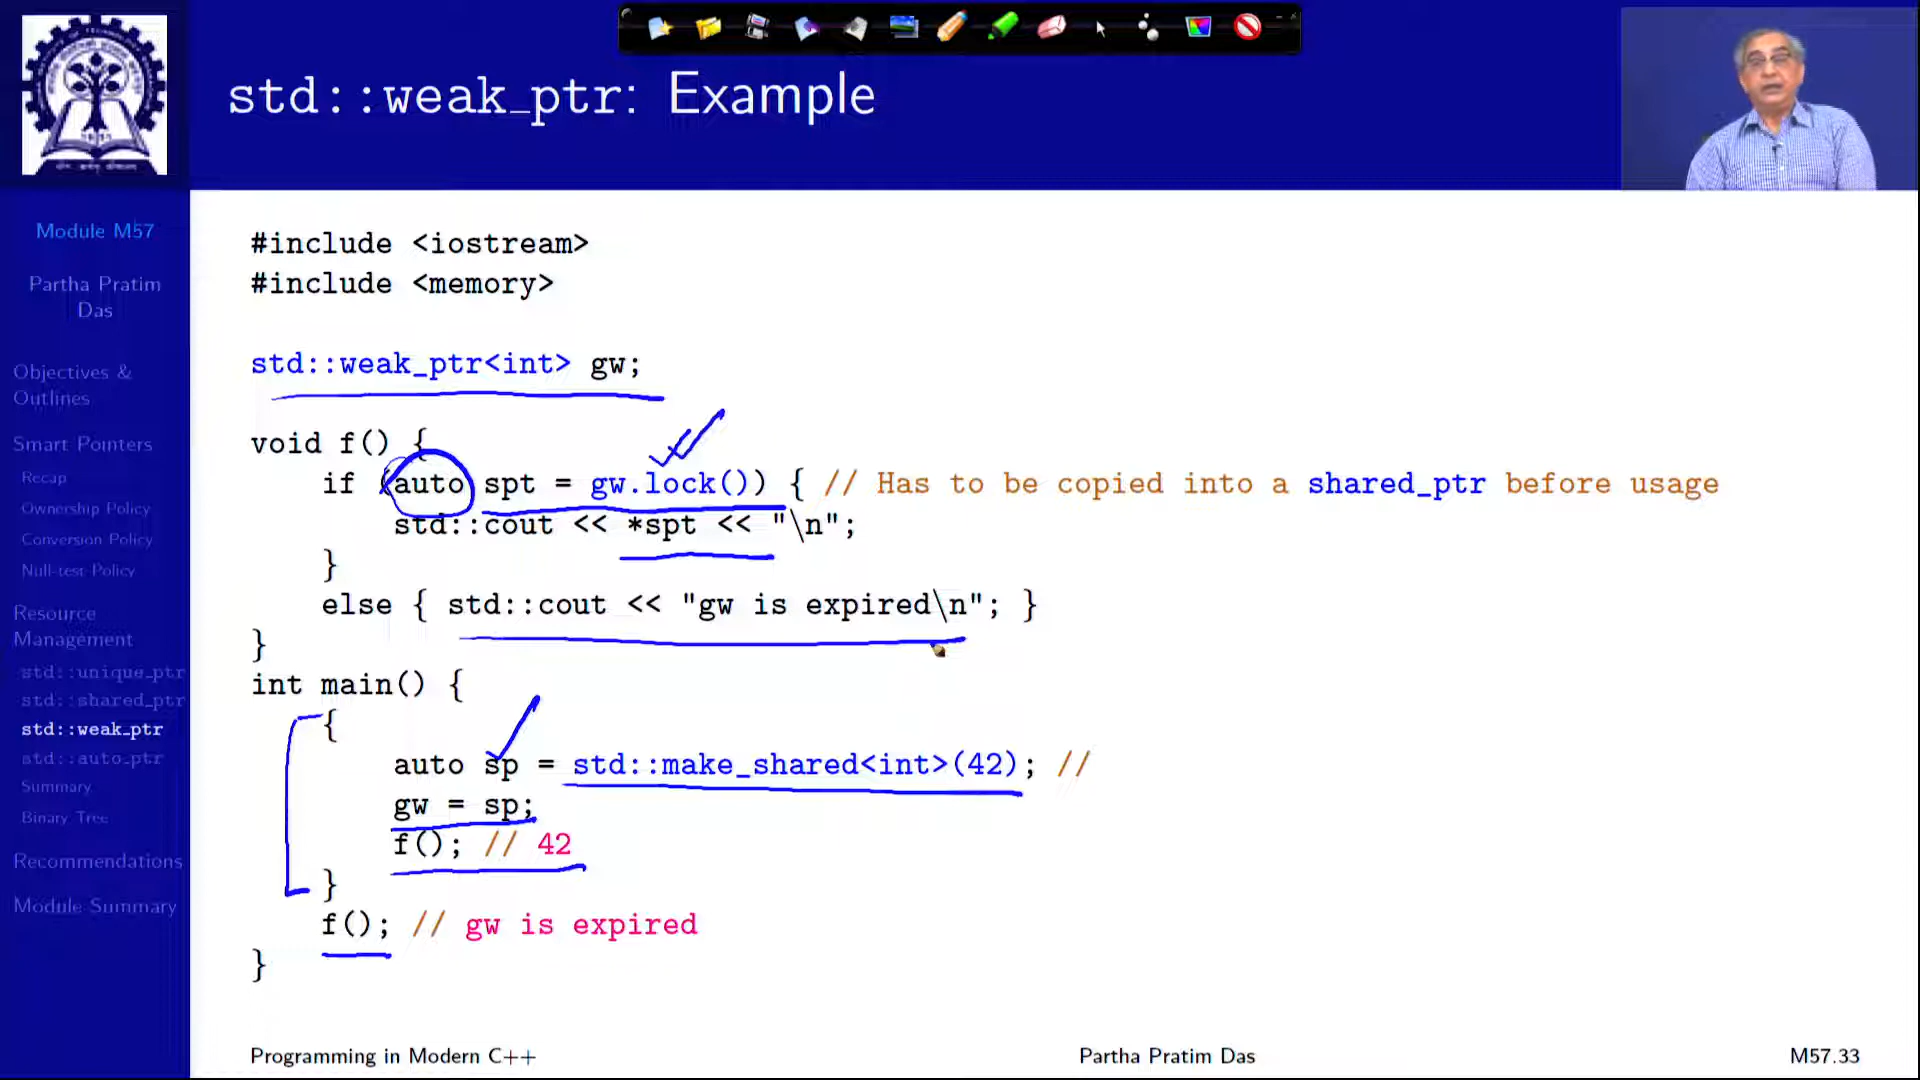 std::weak_ptr: Example
Module M57
Partha Pratim
Das
Objectives &
Outlines
Smart Pointers
Recap
Ownership Policy
Conversion Policy
Null-test Policy
Resource
Management
std::unique_ptr
std::shared_ptr
std::weak_ptr
std::auto_ptr
Summary
Binary Tree
Recommendations
Module Summary
#include <iostream>
#include <memory>
std::weak_ptr<int> gw;
void f() {
if (auto spt = gw.lock()) { // Has to be copied into a shared_ptr before usage
std::cout << *spt << "\n";
}
else { std::cout << "gw is expired\n"; }
}
int main() {
{
auto sp = std::make_shared<int>(42); //
gw = sp;
f(); // 42
}
f(); // gw is expired
}
Programming in Modern C++
Partha Pratim Das
M57.33